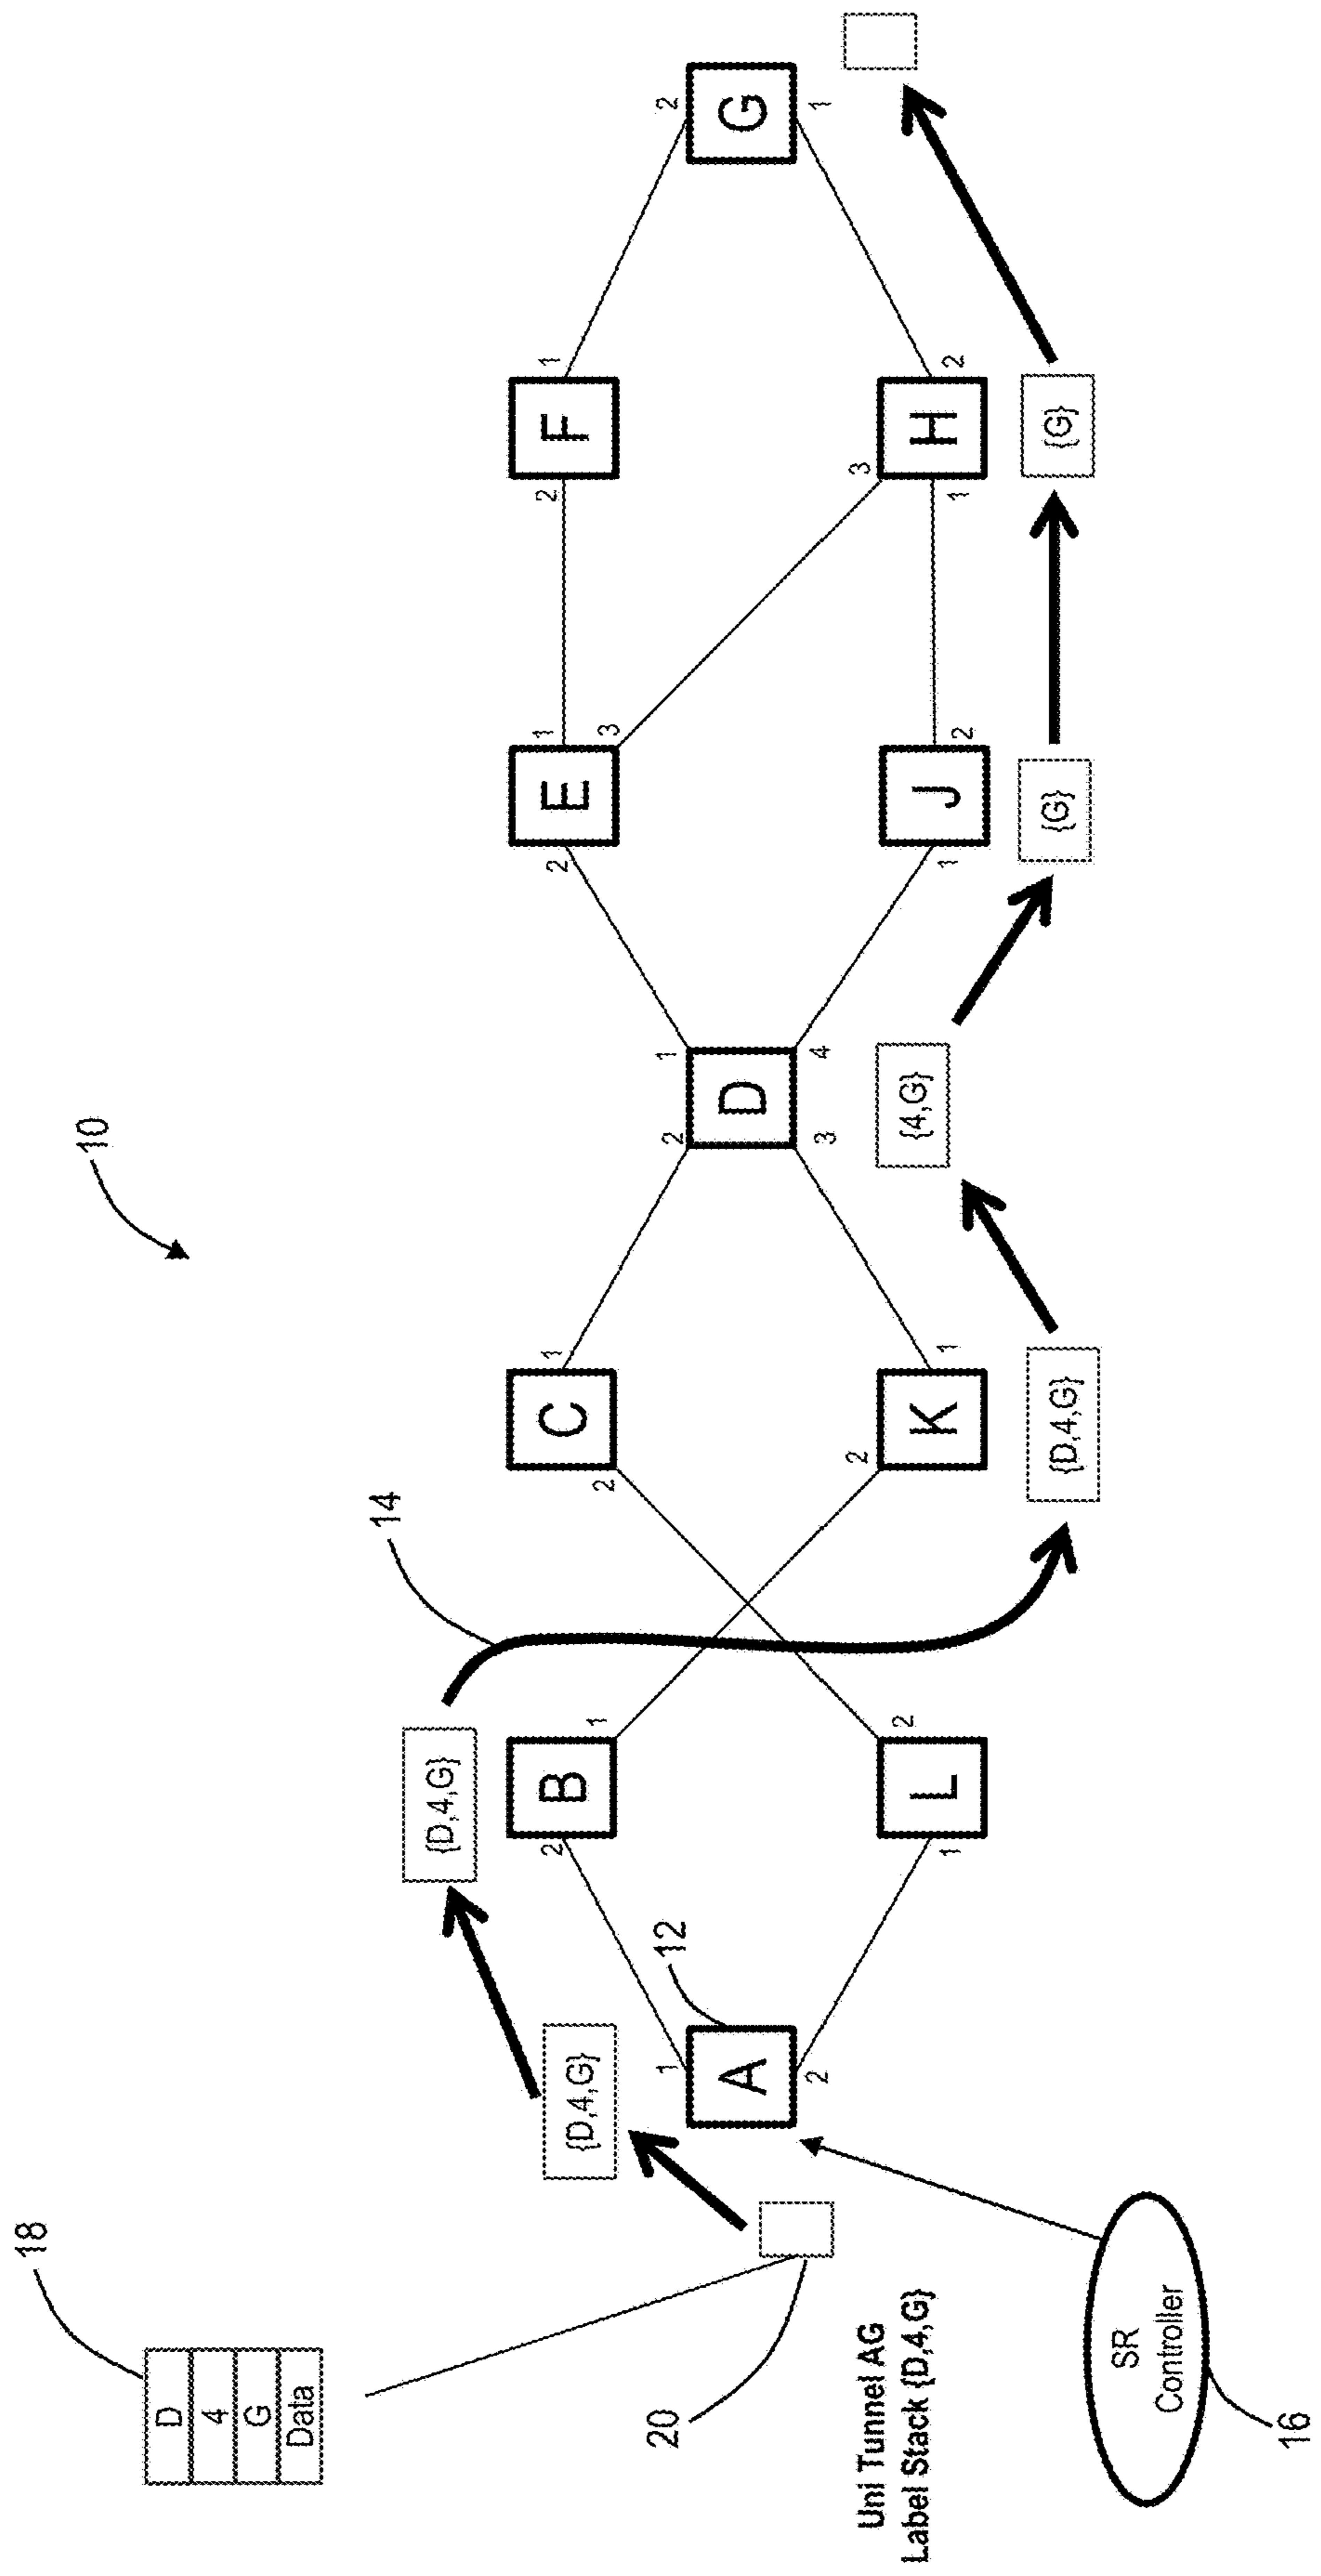 10
18
D
4
G
Data
14
{D,4,G}
{D,4,G}
B
2
1
C
2
1
E
2
1
3
F
2
1
12
A
1
2
D
2
1
3
4
G
2
1
L
1
2
K
2
1
J
1
2
H
3
1
2
20
Uni Tunnel AG
Label Stack {D,4,G}
{D,4,G}
{4,G}
{G}
{G}
SR
Controller
16